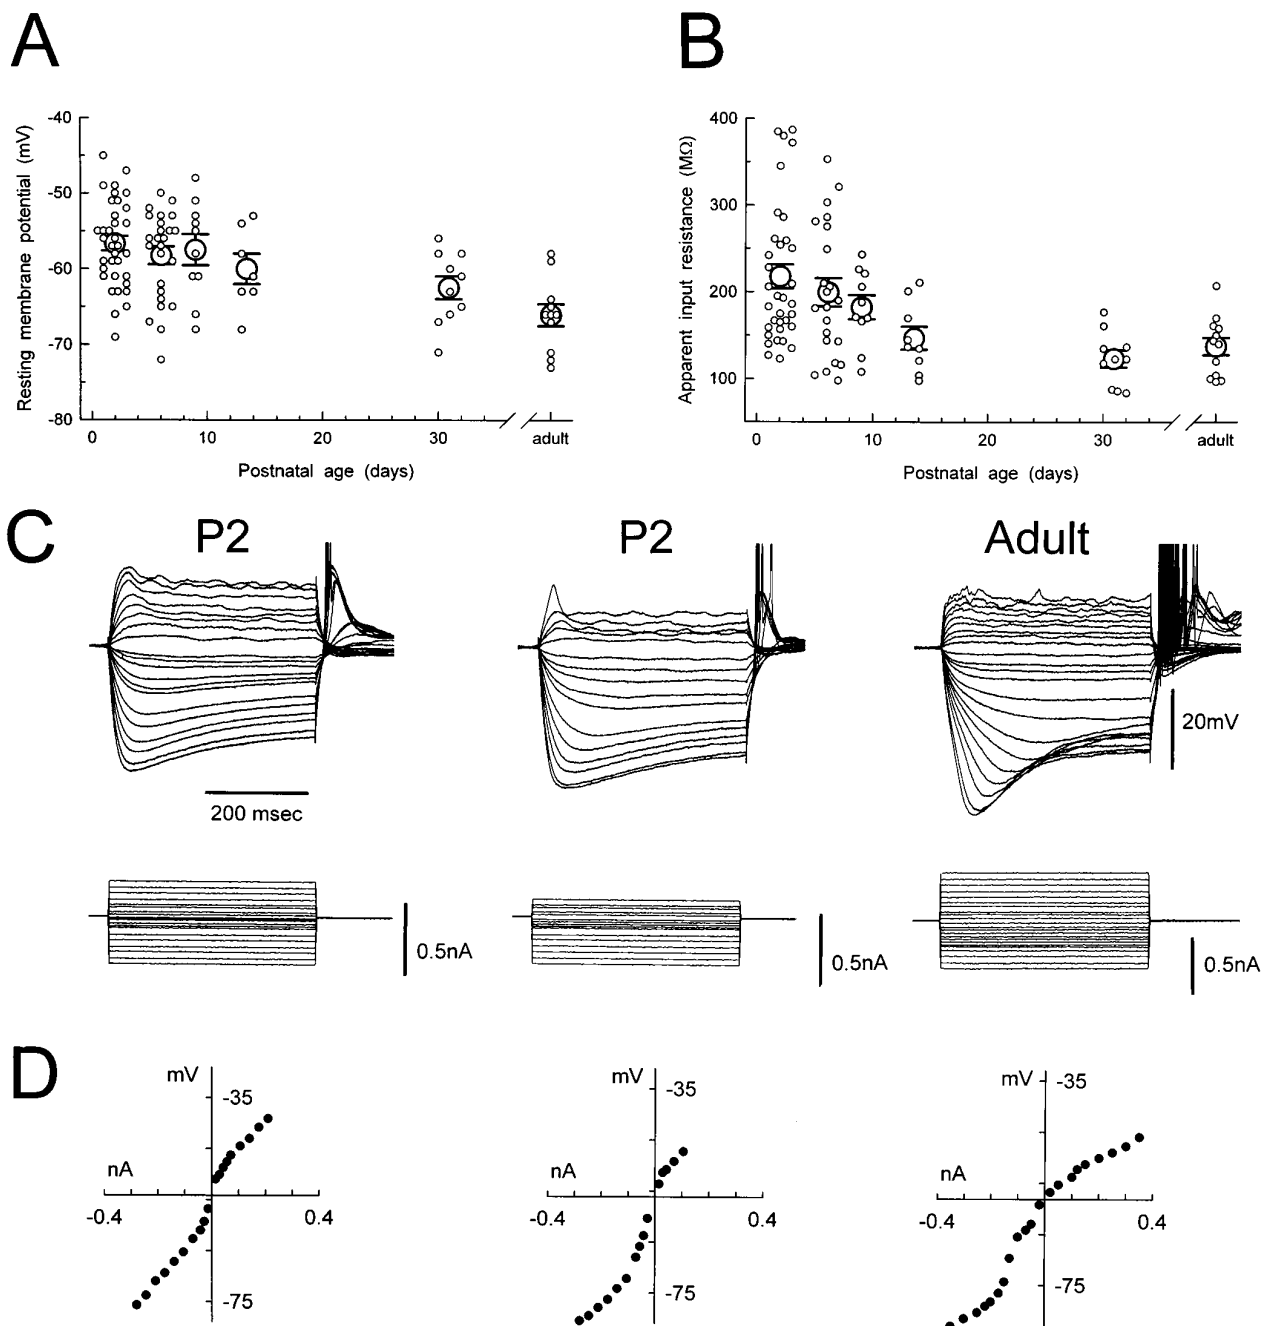 A
B
-40
-50
-60
-70
-80
Resting membrane potential (mV)
0
10
20
30
adult
Postnatal age (days)
400
300
200
100
Apparent input resistance (MΩ)
0
10
20
30
adult
Postnatal age (days)
C
P2
P2
Adult
20mV
200 msec
0.5nA
0.5nA
0.5nA
D
mV
-35
nA
-0.4
0.4
-75
mV
-35
nA
-0.4
0.4
-75
mV
-35
nA
-0.4
0.4
-75